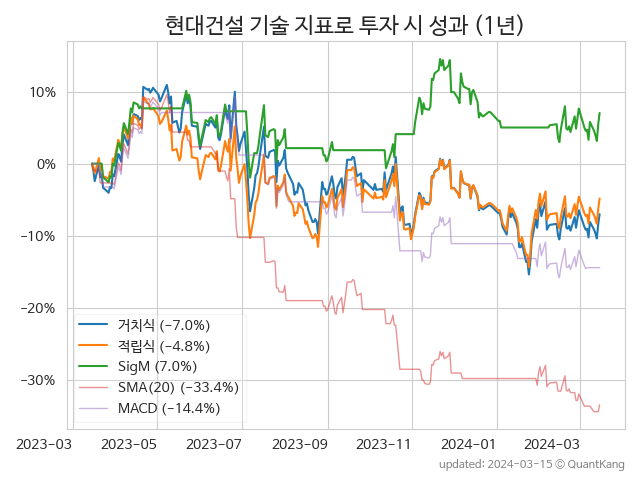 현대건설 기술 지표로 투자 시 성과 (1년)
10%
0%
−10%
−20%
−30%
거치식 (−7.0%)
적립식 (−4.8%)
SigM (7.0%)
SMA(20) (−33.4%)
MACD (−14.4%)
2023-03 2023-05 2023-07 2023-09 2023-11 2024-01 2024-03
updated: 2024-03-15 ⓒ QuantKang